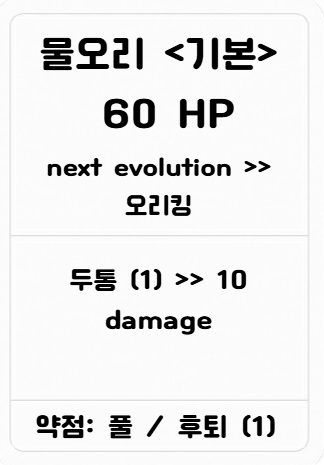 물오리 <기본>
60 HP
next evolution >>
오리킹
두통 (1) >> 10
damage
약점: 풀 / 후퇴 (1)